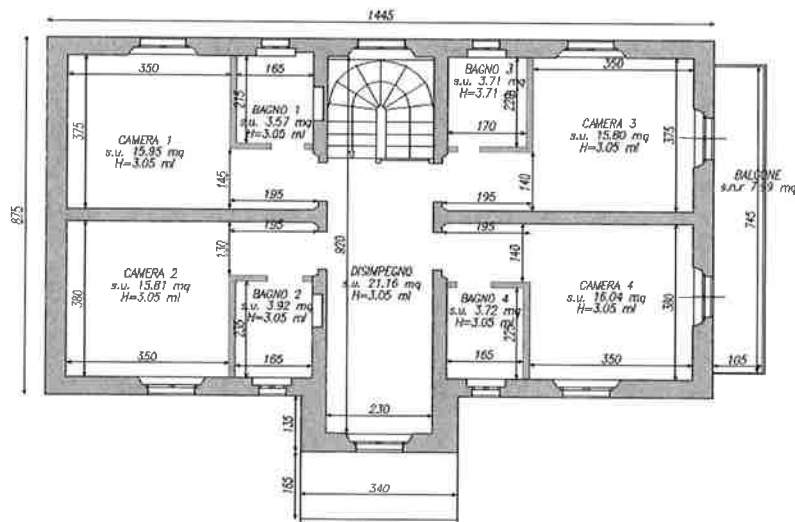 1445
350
165
BAGNO 3
s.u. 3.71 mq
H=3.71
350
215
BAGNO 1
s.u. 3.57 mq
H=3.05 ml
170
375
CAMERA 1
s.u. 15.95 mq
H=3.05 ml
CAMERA 3
s.u. 15.80 mq
H=3.05 ml
375
BALCONE
745
875
145
195
195
140
195
195
130
140
920
CAMERA 2
s.u. 15.81 mq
H=3.05 ml
DISIMPEGNO
s.u. 21.16 mq
H=3.05 ml
CAMERA 4
s.u. 16.04 mq
H=3.05 ml
380
BAGNO 2
s.u. 3.92 mq
H=3.05 ml
235
BAGNO 4
s.u. 3.72 mq
H=3.05 ml
225
380
350
165
165
350
105
230
135
165
340